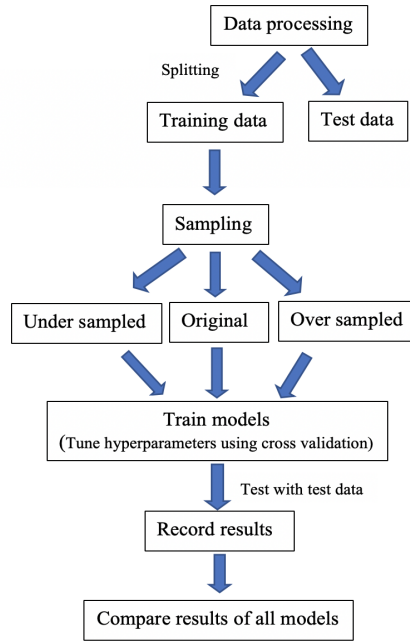 Data processing
Splitting
Training data
Test data
Sampling
Under sampled
Original
Over sampled
Train models
(Tune hyperparameters using cross validation)
Test with test data
Record results
Compare results of all models